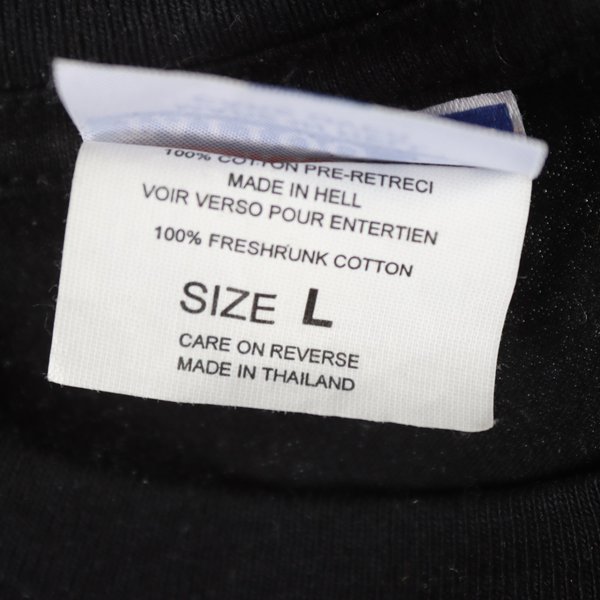 100% COTTON PRE-RETRECI
MADE IN HELL
VOIR VERSO POUR ENTERTIEN
100% FRESHRUNK COTTON
SIZE L
CARE ON REVERSE
MADE IN THAILAND